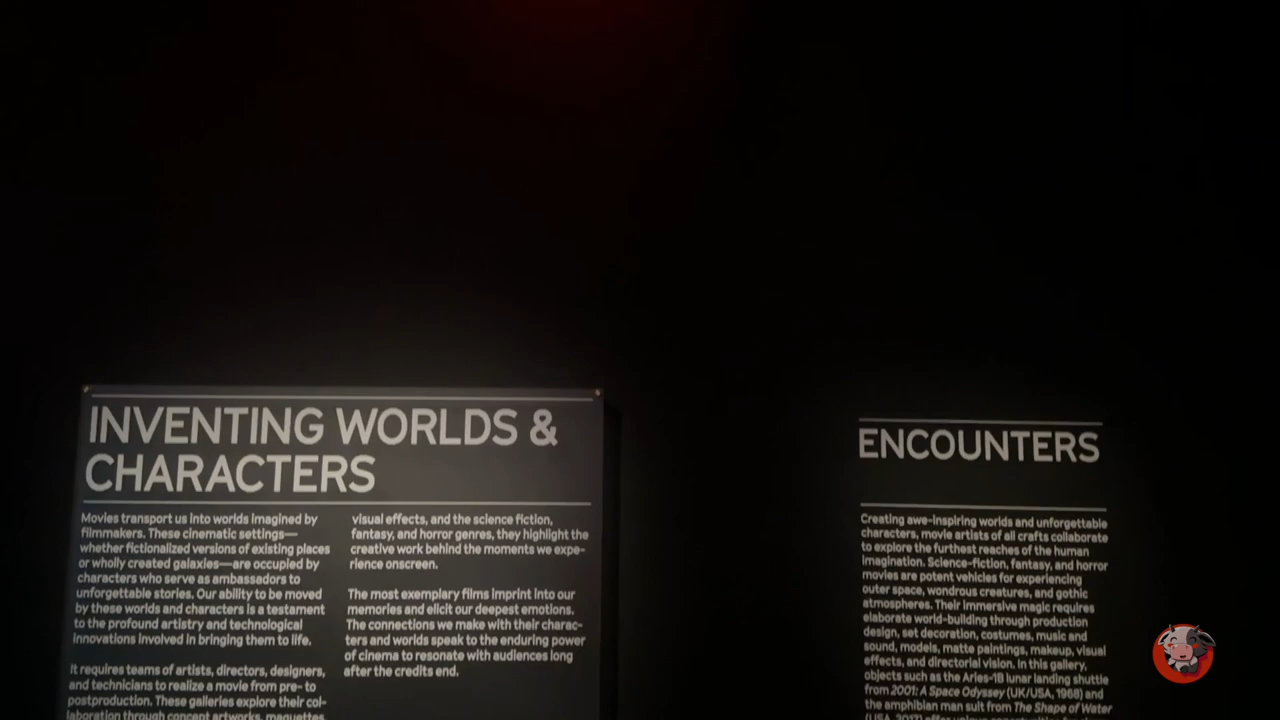 INVENTING WORLDS &
CHARACTERS
Movies transport us into worlds imagined by
filmmakers. These cinematic settings—
whether fictionalized versions of existing places
or wholly created galaxies—are occupied by
characters who serve as ambassadors to
unforgettable stories. Our ability to be moved
by these worlds and characters is a testament
to the profound artistry and technological
innovations involved in bringing them to life.
It requires teams of artists, directors, designers,
and technicians to realize a movie from pre- to
postproduction. These galleries explore their col-
laboration through concept artworks, maquettes,
visual effects, and the science fiction,
fantasy, and horror genres, they highlight the
creative work behind the moments we expe-
rience onscreen.
The most exemplary films imprint into our
memories and elicit our deepest emotions.
The connections we make with their charac-
ters and worlds speak to the enduring power
of cinema to resonate with audiences long
after the credits end.
ENCOUNTERS
Creating awe-inspiring worlds and unforgettable
characters, movie artists of all crafts collaborate
to explore the furthest reaches of the human
imagination. Science-fiction, fantasy, and horror
movies are potent vehicles for experiencing
outer space, wondrous creatures, and gothic
atmospheres. Their immersive magic requires
elaborate world-building through production
design, set decoration, costumes, music and
sound, models, matte paintings, makeup, visual
effects, and directorial vision. In this gallery,
objects such as the Aries-1B lunar landing shuttle
from 2001: A Space Odyssey (UK/USA, 1968) and
the amphibian man suit from The Shape of Water
(USA, 2017) offer unique opportunities